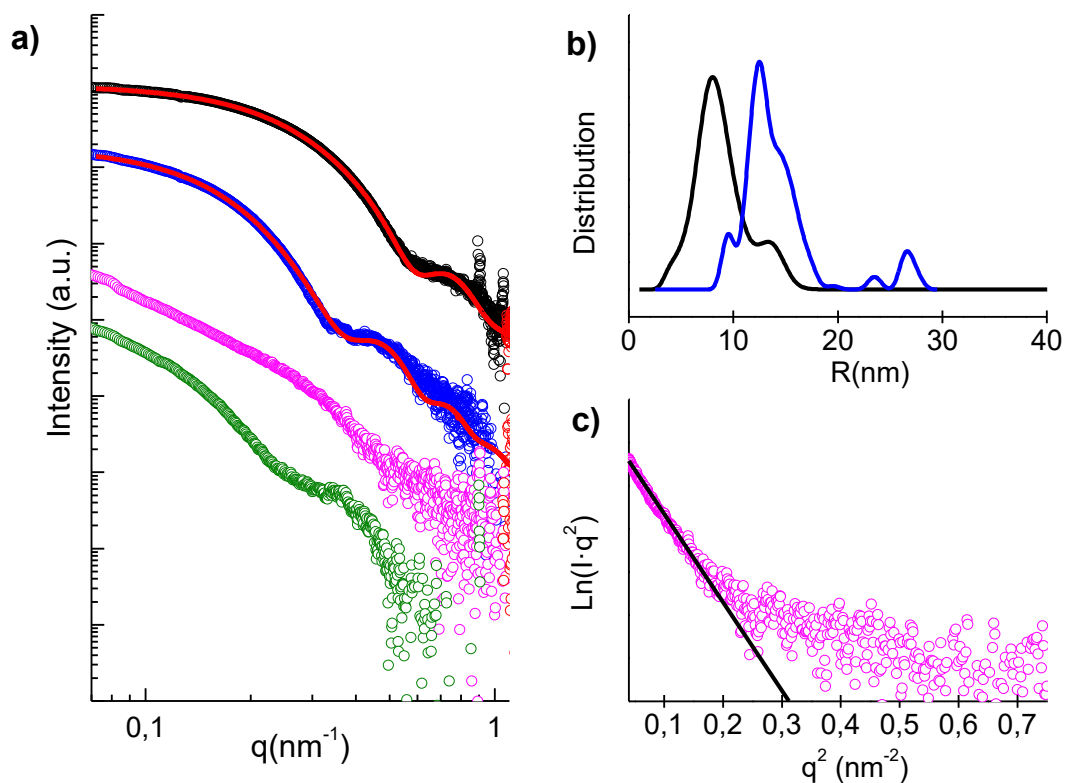 a)
Intensity (a.u.)
0,1
1
q(nm⁻¹)
b)
Distribution
0
10
20
30
40
R(nm)
c)
Ln(I·q²)
0,1 0,2 0,3 0,4 0,5 0,6 0,7
q² (nm⁻²)